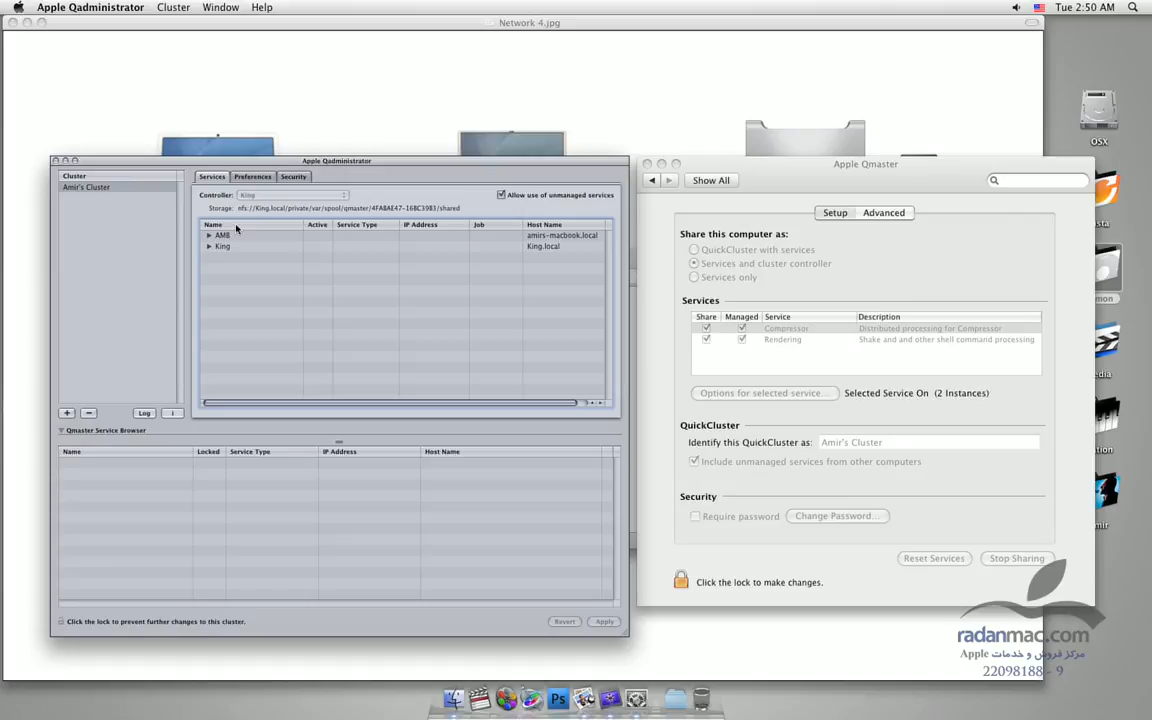 Apple Qadministrator Cluster Window Help
Tue 2:50 AM
Network 4.jpg
OSX
Apple Qadministrator
Cluster
Amir's Cluster
Services Preferences Security
Controller: King
Allow use of unmanaged services
Storage: nfs://King.local/private/var/spool/qmaster/4FABAE47-16BC39B3/shared
Name Active Service Type IP Address Job Host Name
AMB amirs-macbook.local
King King.local
+ − Log i
Qmaster Service Browser
Name Locked Service Type IP Address Host Name
Click the lock to prevent further changes to this cluster.
Revert Apply
Apple Qmaster
Show All
Setup Advanced
Share this computer as:
QuickCluster with services
Services and cluster controller
Services only
Services
Share Managed Service Description
Compressor Distributed processing for Compressor
Rendering Shake and and other shell command processing
Options for selected service... Selected Service On (2 Instances)
QuickCluster
Identify this QuickCluster as: Amir's Cluster
Include unmanaged services from other computers
Security
Require password Change Password...
Reset Services Stop Sharing
Click the lock to make changes.
radanmac.com
مرکز فروش و خدمات Apple
22098188 - 9
Ps